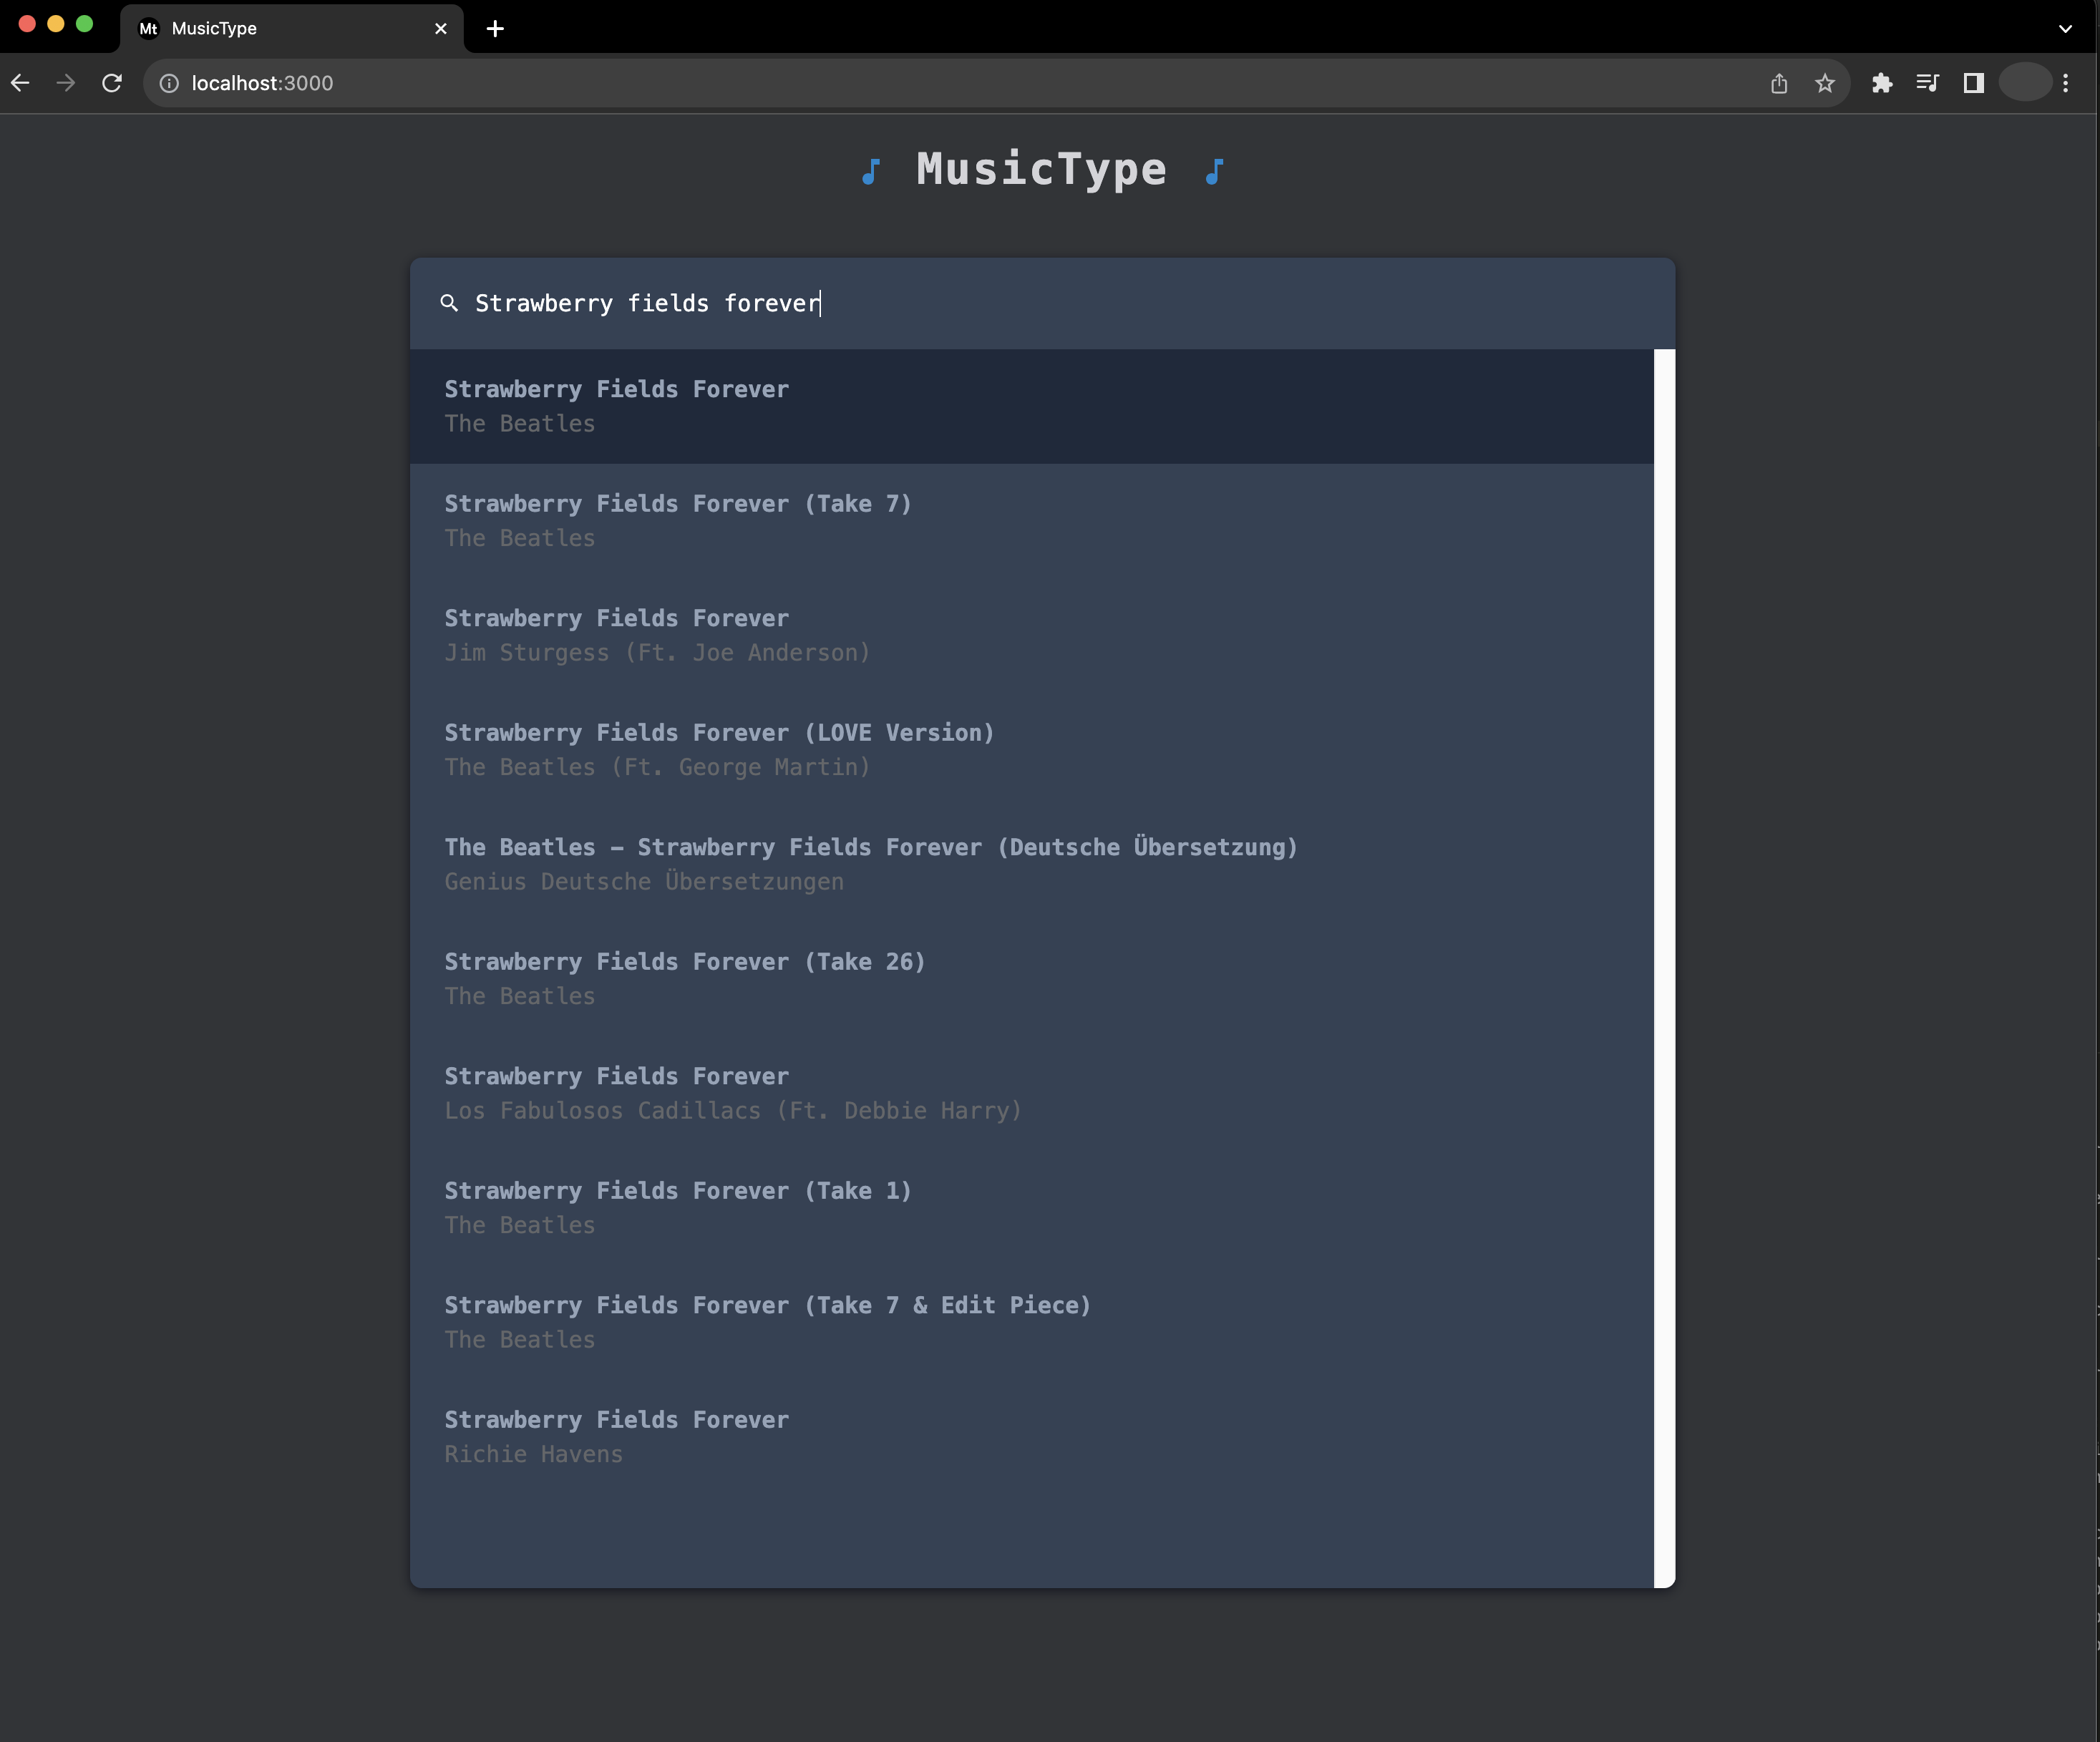 Mt MusicType
localhost:3000
MusicType
Strawberry fields forever
Strawberry Fields Forever
The Beatles
Strawberry Fields Forever (Take 7)
The Beatles
Strawberry Fields Forever
Jim Sturgess (Ft. Joe Anderson)
Strawberry Fields Forever (LOVE Version)
The Beatles (Ft. George Martin)
The Beatles – Strawberry Fields Forever (Deutsche Übersetzung)
Genius Deutsche Übersetzungen
Strawberry Fields Forever (Take 26)
The Beatles
Strawberry Fields Forever
Los Fabulosos Cadillacs (Ft. Debbie Harry)
Strawberry Fields Forever (Take 1)
The Beatles
Strawberry Fields Forever (Take 7 & Edit Piece)
The Beatles
Strawberry Fields Forever
Richie Havens